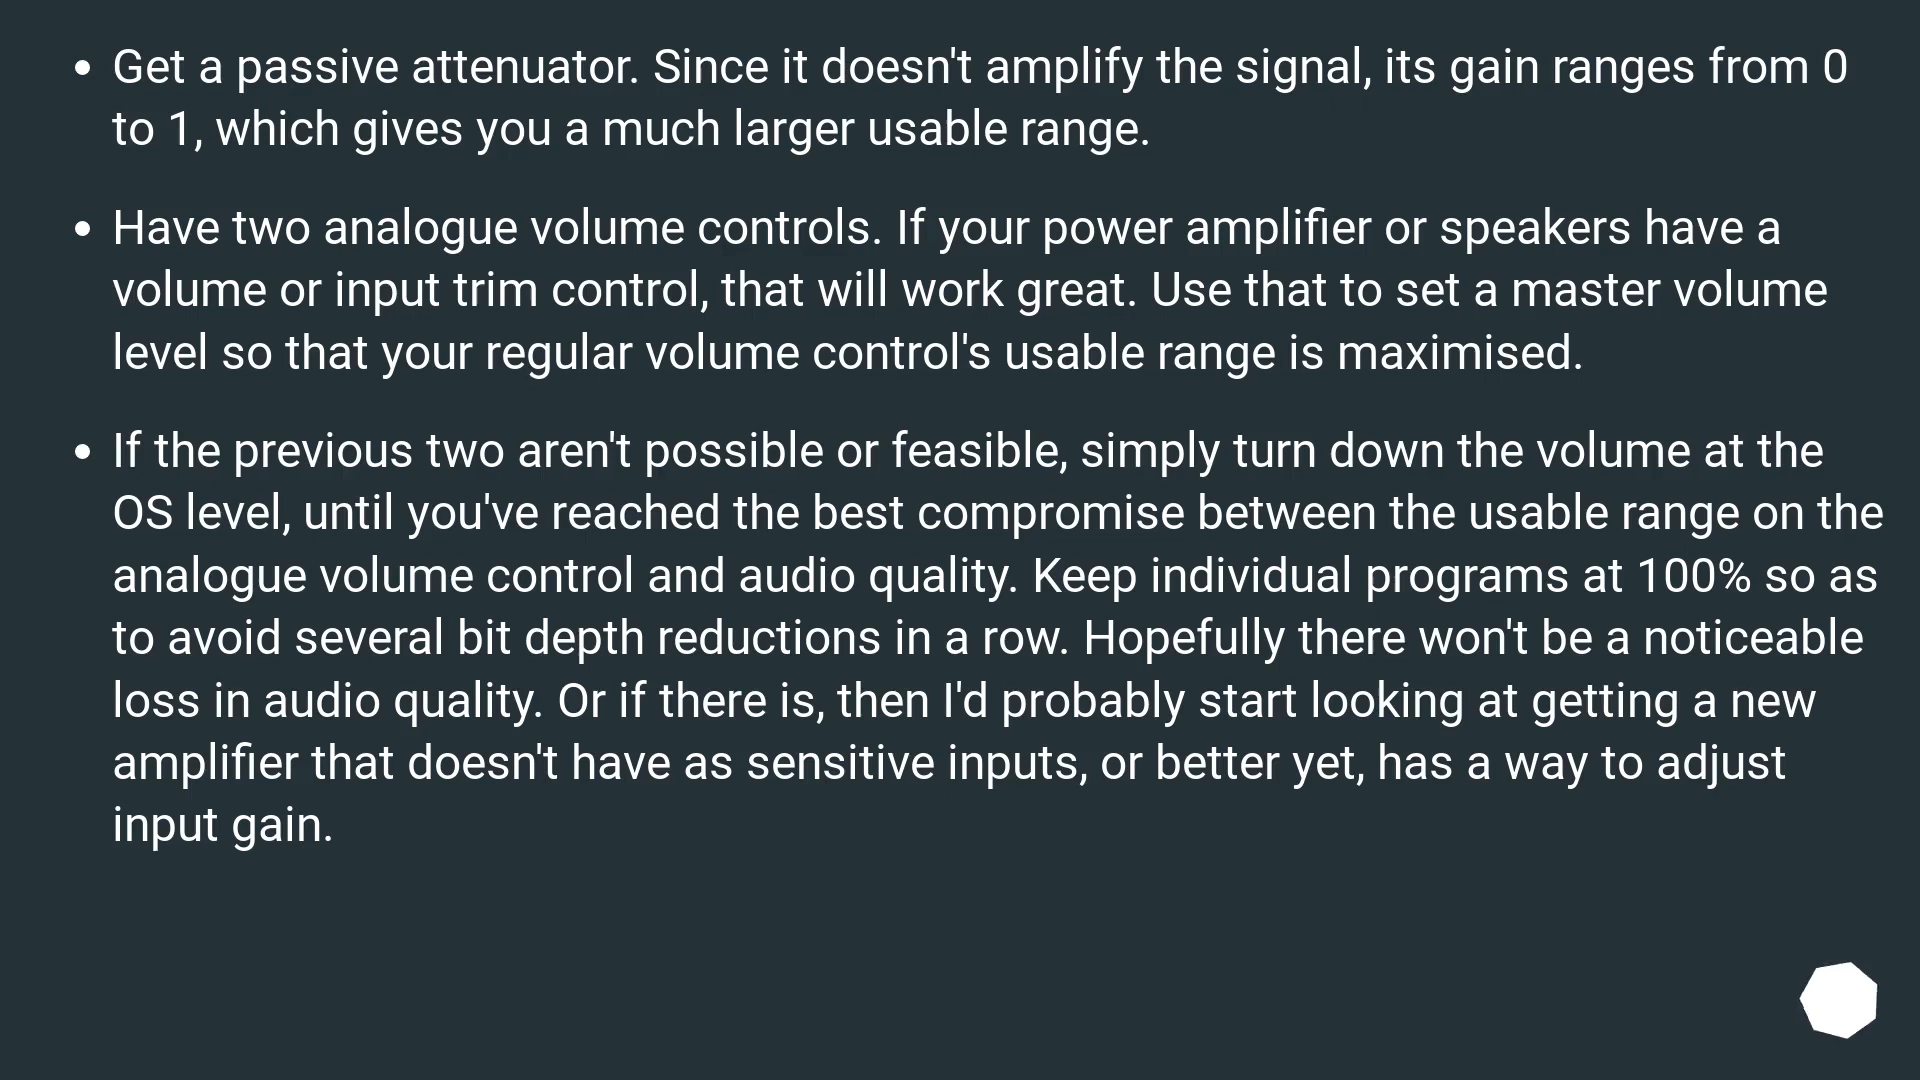 • Get a passive attenuator. Since it doesn't amplify the signal, its gain ranges from 0
to 1, which gives you a much larger usable range.
• Have two analogue volume controls. If your power amplifier or speakers have a
volume or input trim control, that will work great. Use that to set a master volume
level so that your regular volume control's usable range is maximised.
• If the previous two aren't possible or feasible, simply turn down the volume at the
OS level, until you've reached the best compromise between the usable range on the
analogue volume control and audio quality. Keep individual programs at 100% so as
to avoid several bit depth reductions in a row. Hopefully there won't be a noticeable
loss in audio quality. Or if there is, then I'd probably start looking at getting a new
amplifier that doesn't have as sensitive inputs, or better yet, has a way to adjust
input gain.